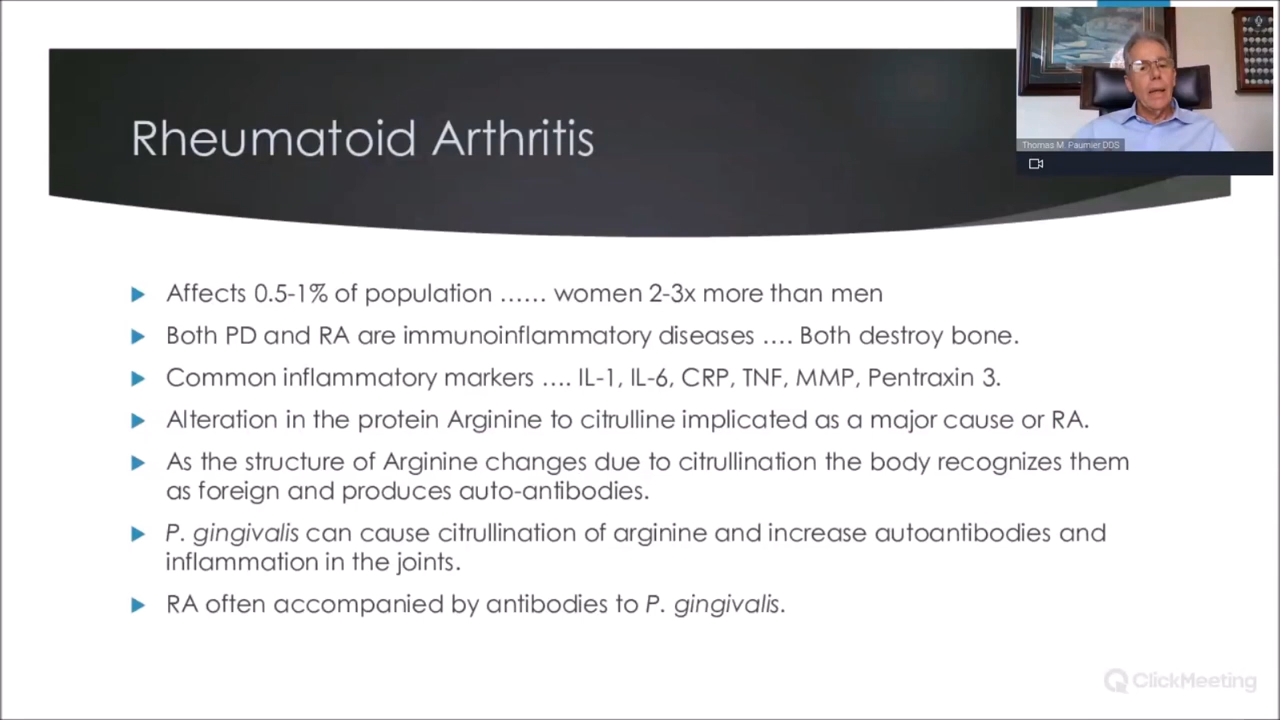 Rheumatoid Arthritis
Thomas M. Paumier DDS
Affects 0.5-1% of population …… women 2-3x more than men
Both PD and RA are immunoinflammatory diseases …. Both destroy bone.
Common inflammatory markers …. IL-1, IL-6, CRP, TNF, MMP, Pentraxin 3.
Alteration in the protein Arginine to citrulline implicated as a major cause or RA.
As the structure of Arginine changes due to citrullination the body recognizes them
as foreign and produces auto-antibodies.
P. gingivalis can cause citrullination of arginine and increase autoantibodies and
inflammation in the joints.
RA often accompanied by antibodies to P. gingivalis.
ClickMeeting